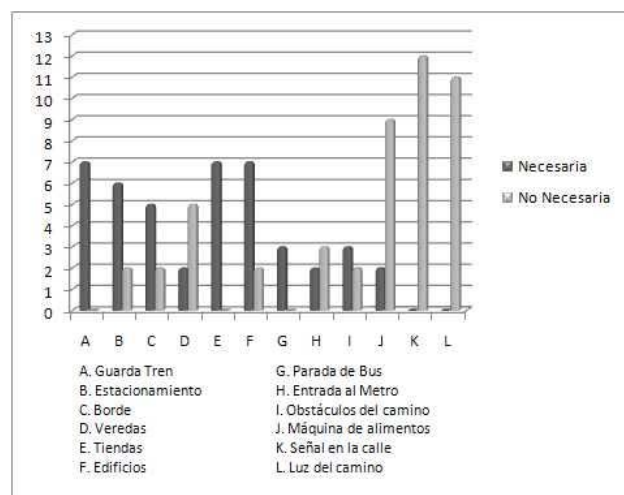 13
12
11
10
9
8
7
6
5
4
3
2
1
0
Necesaria
No Necesaria
A B C D E F G H I J K L
A. Guarda Tren
B. Estacionamiento
C. Borde
D. Veredas
E. Tiendas
F. Edificios
G. Parada de Bus
H. Entrada al Metro
I. Obstáculos del camino
J. Máquina de alimentos
K. Señal en la calle
L. Luz del camino